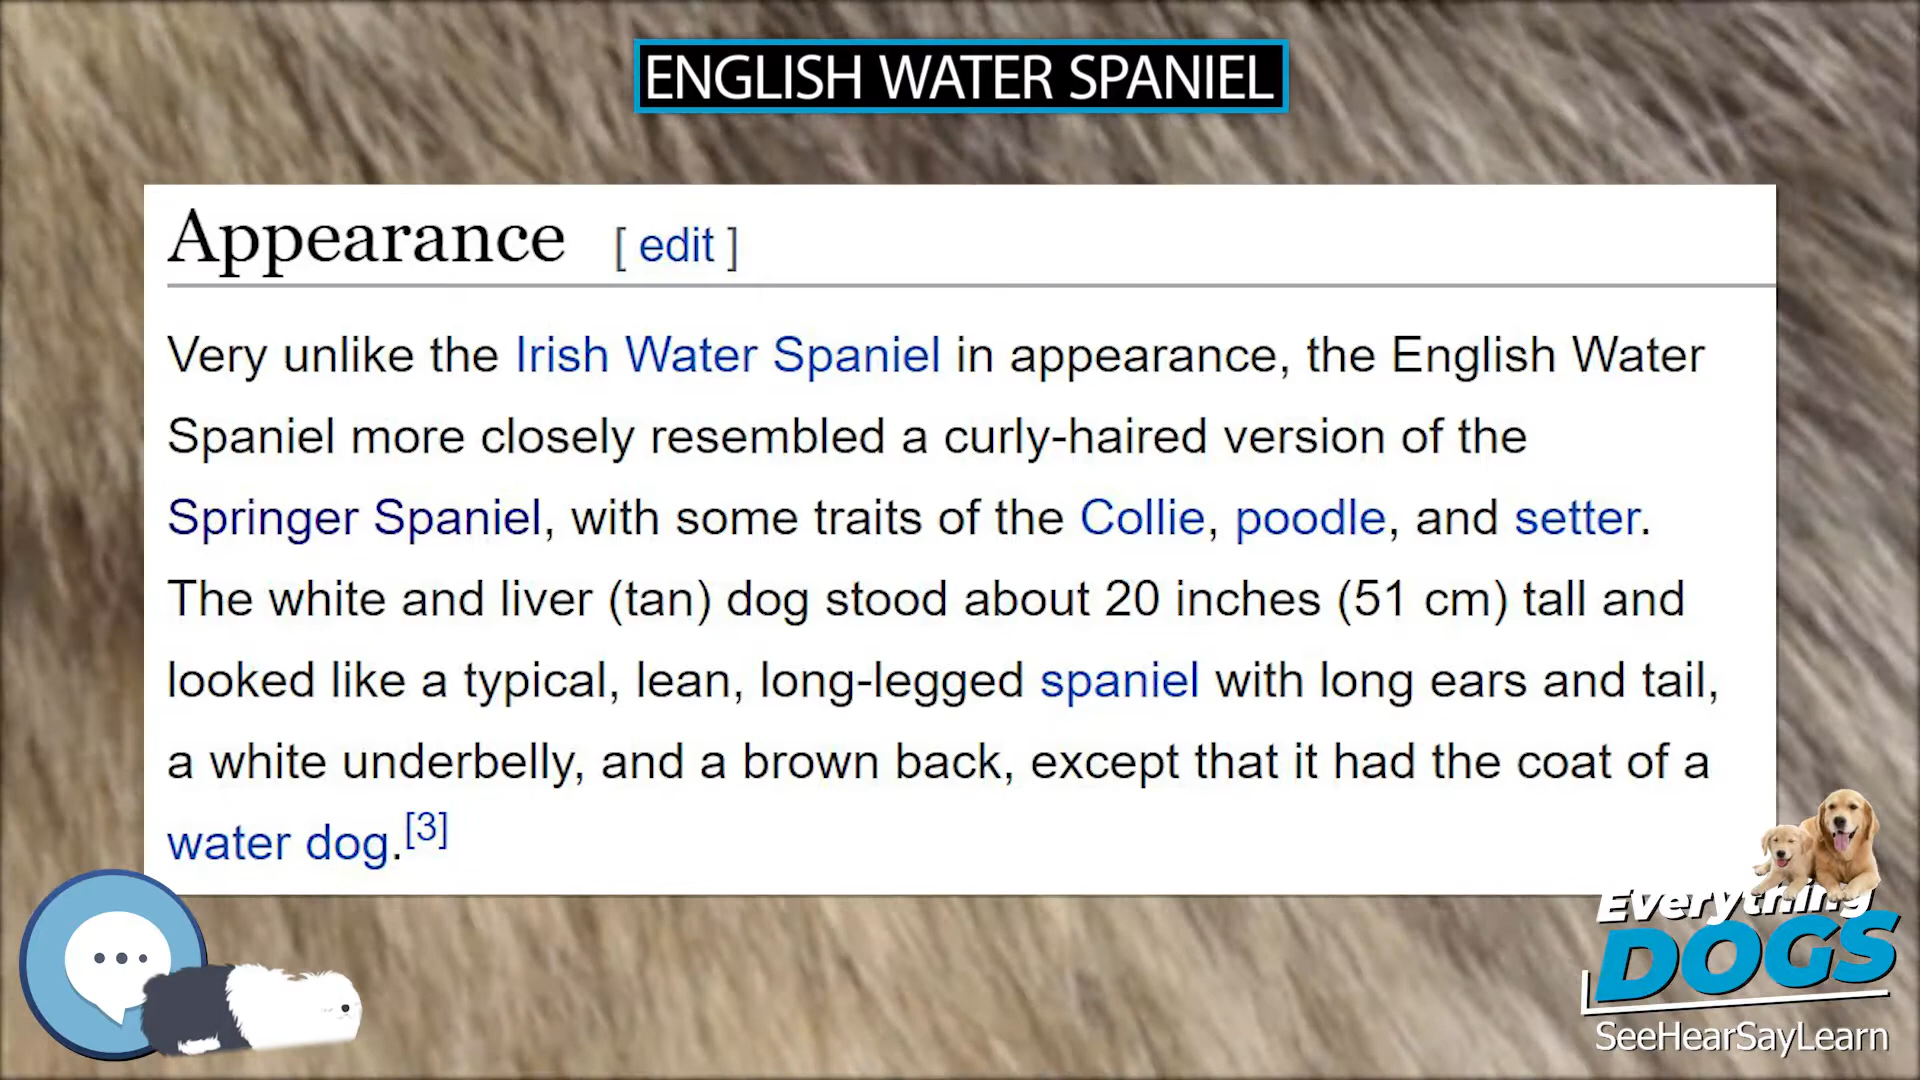 ENGLISH WATER SPANIEL
Appearance [ edit ]
Very unlike the Irish Water Spaniel in appearance, the English Water
Spaniel more closely resembled a curly-haired version of the
Springer Spaniel, with some traits of the Collie, poodle, and setter.
The white and liver (tan) dog stood about 20 inches (51 cm) tall and
looked like a typical, lean, long-legged spaniel with long ears and tail,
a white underbelly, and a brown back, except that it had the coat of a
water dog.[3]
Everything
DOGS
SeeHearSayLearn